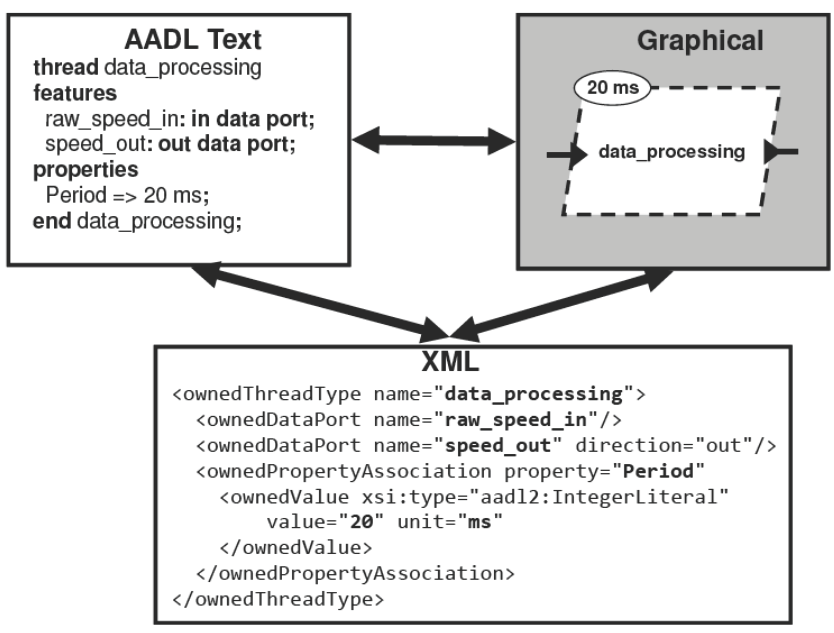 AADL Text
thread data_processing
features
raw_speed_in: in data port;
speed_out: out data port;
properties
Period => 20 ms;
end data_processing;
Graphical
20 ms
data_processing
XML
<ownedThreadType name="data_processing">
<ownedDataPort name="raw_speed_in"/>
<ownedDataPort name="speed_out" direction="out"/>
<ownedPropertyAssociation property="Period"
<ownedValue xsi:type="aadl2:IntegerLiteral"
value="20" unit="ms"
</ownedValue>
</ownedPropertyAssociation>
</ownedThreadType>